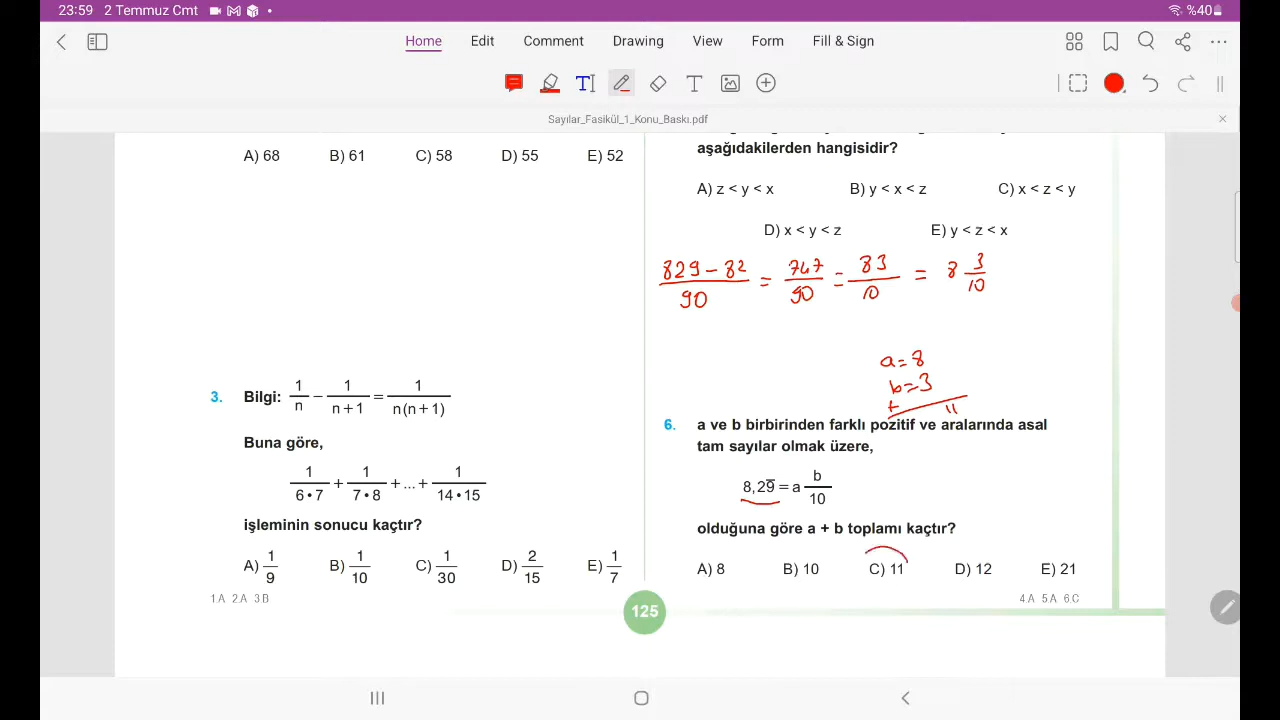 23:59 2 Temmuz Cmt
%40
Home Edit Comment Drawing View Form Fill & Sign
Sayılar_Fasikül_1_Konu_Baskı.pdf
A) 68 B) 61 C) 58 D) 55 E) 52
3. Bilgi: 1/n − 1/(n+1) = 1/(n(n+1))
Buna göre,
1/(6•7) + 1/(7•8) + ... + 1/(14•15)
işleminin sonucu kaçtır?
A) 1/9 B) 1/10 C) 1/30 D) 2/15 E) 1/7
1A 2.A 3B
aşağıdakilerden hangisidir?
A) z < y < x B) y < x < z C) x < z < y
D) x < y < z E) y < z < x
(829 − 82)/90 = 747/90 = 83/10 = 8 3/10
a = 8
b = 3
+ 11
6. a ve b birbirinden farklı pozitif ve aralarında asal
tam sayılar olmak üzere,
8,29̅ = a b/10
olduğuna göre a + b toplamı kaçtır?
A) 8 B) 10 C) 11 D) 12 E) 21
4.A 5.A 6.C
125